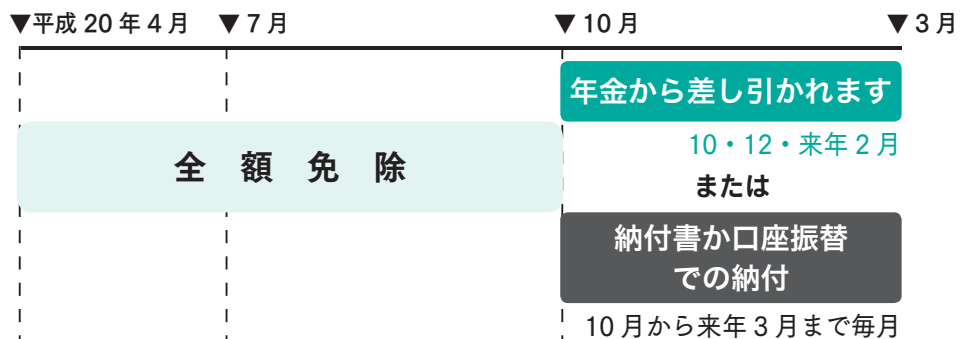 ▼平成 20 年 4 月 ▼ 7 月 ▼ 10 月 ▼ 3 月
年金から差し引かれます
10・12・来年 2 月
全 額 免 除
または
納付書か口座振替
での納付
10 月から来年 3 月まで毎月